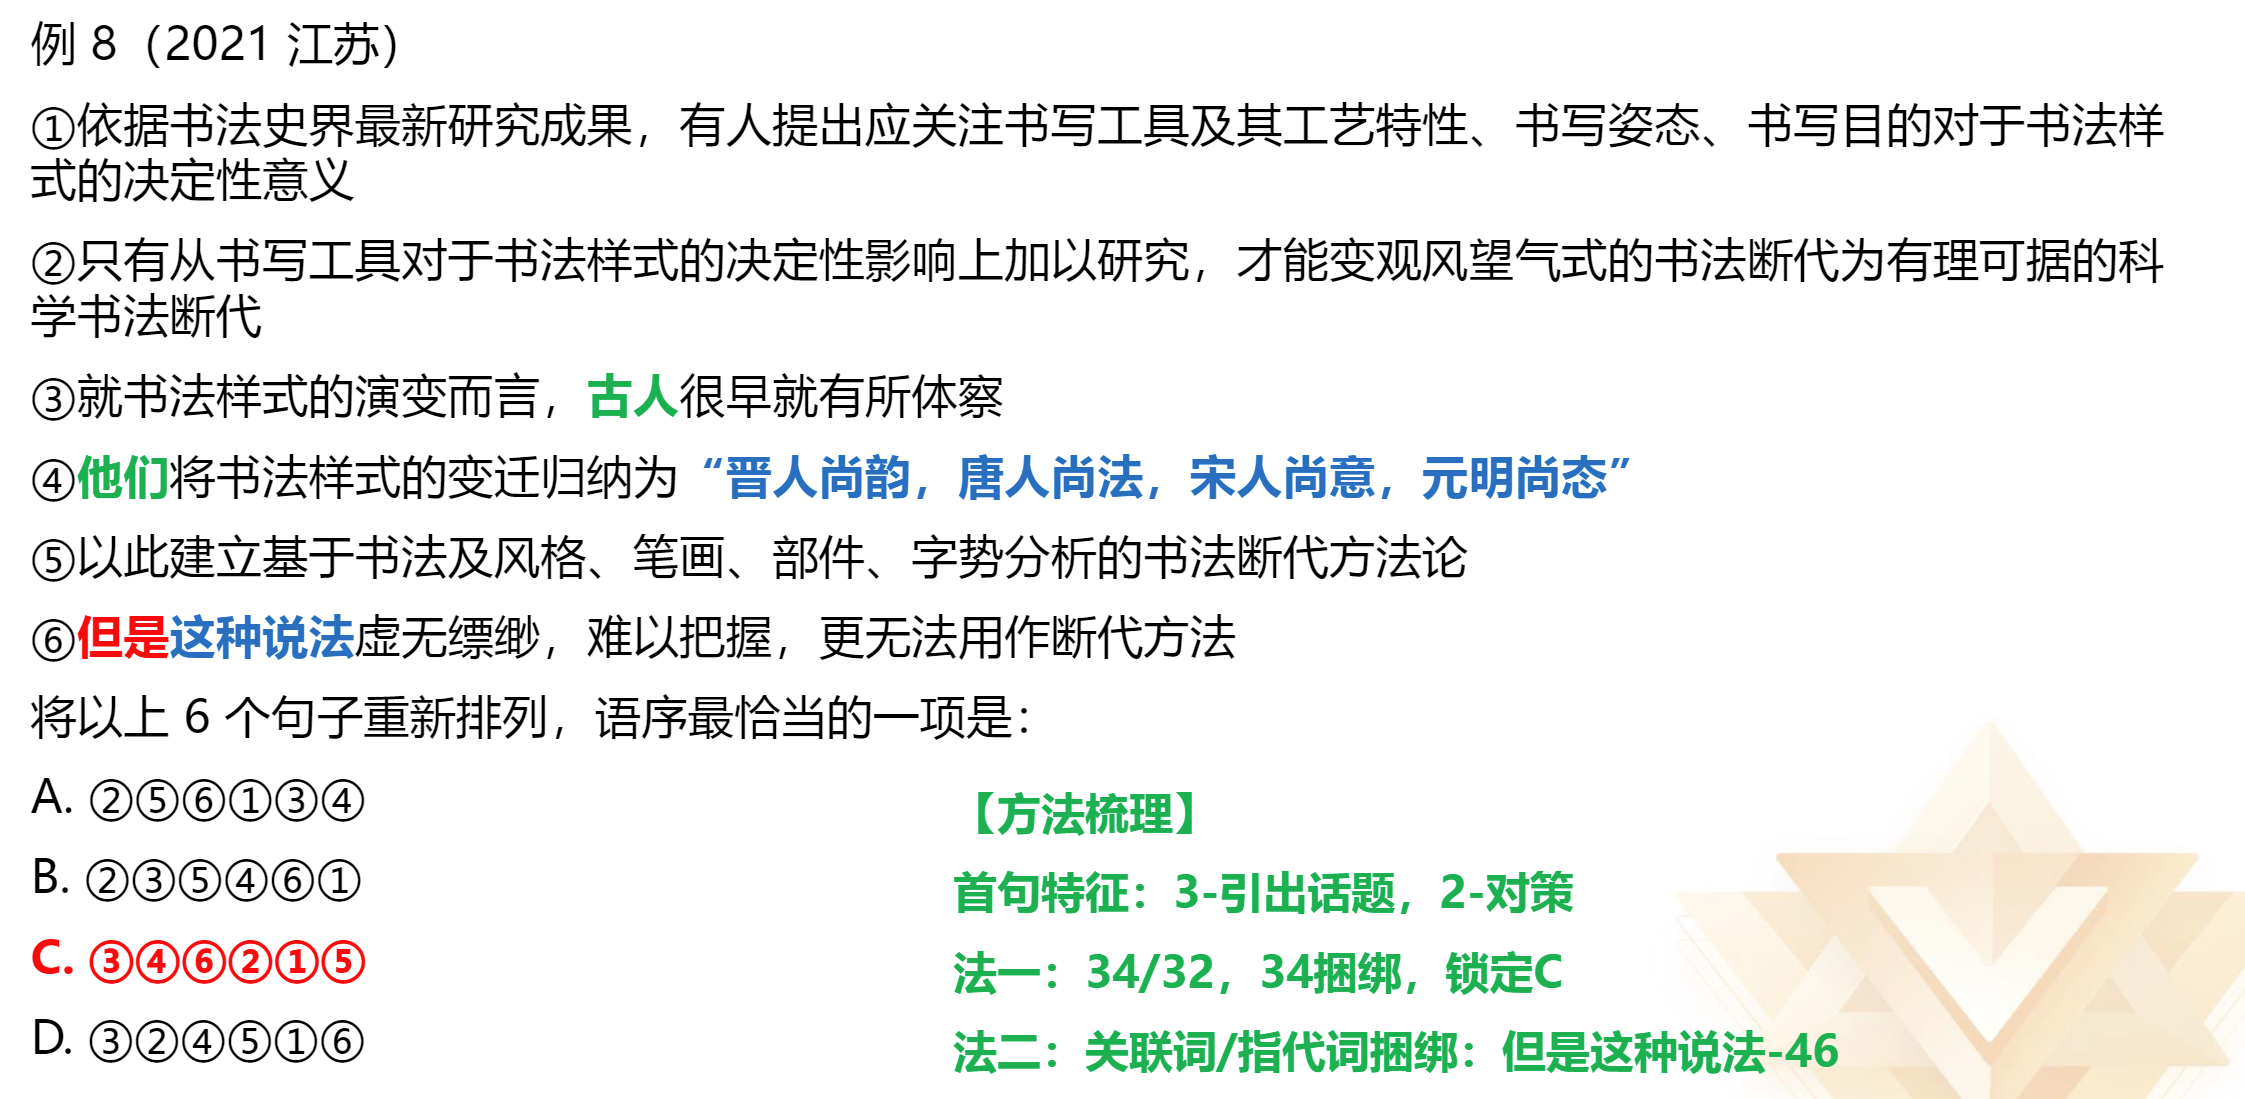 例 8（2021 江苏）
①依据书法史界最新研究成果，有人提出应关注书写工具及其工艺特性、书写姿态、书写目的对于书法样
式的决定性意义
②只有从书写工具对于书法样式的决定性影响上加以研究，才能变观风望气式的书法断代为有理可据的科
学书法断代
③就书法样式的演变而言，古人很早就有所体察
④他们将书法样式的变迁归纳为“晋人尚韵，唐人尚法，宋人尚意，元明尚态”
⑤以此建立基于书法及风格、笔画、部件、字势分析的书法断代方法论
⑥但是这种说法虚无缥缈，难以把握，更无法用作断代方法
将以上 6 个句子重新排列，语序最恰当的一项是：
A. ②⑤⑥①③④
B. ②③⑤④⑥①
C. ③④⑥②①⑤
D. ③②④⑤①⑥
【方法梳理】
首句特征：3-引出话题，2-对策
法一：34/32，34捆绑，锁定C
法二：关联词/指代词捆绑：但是这种说法-46